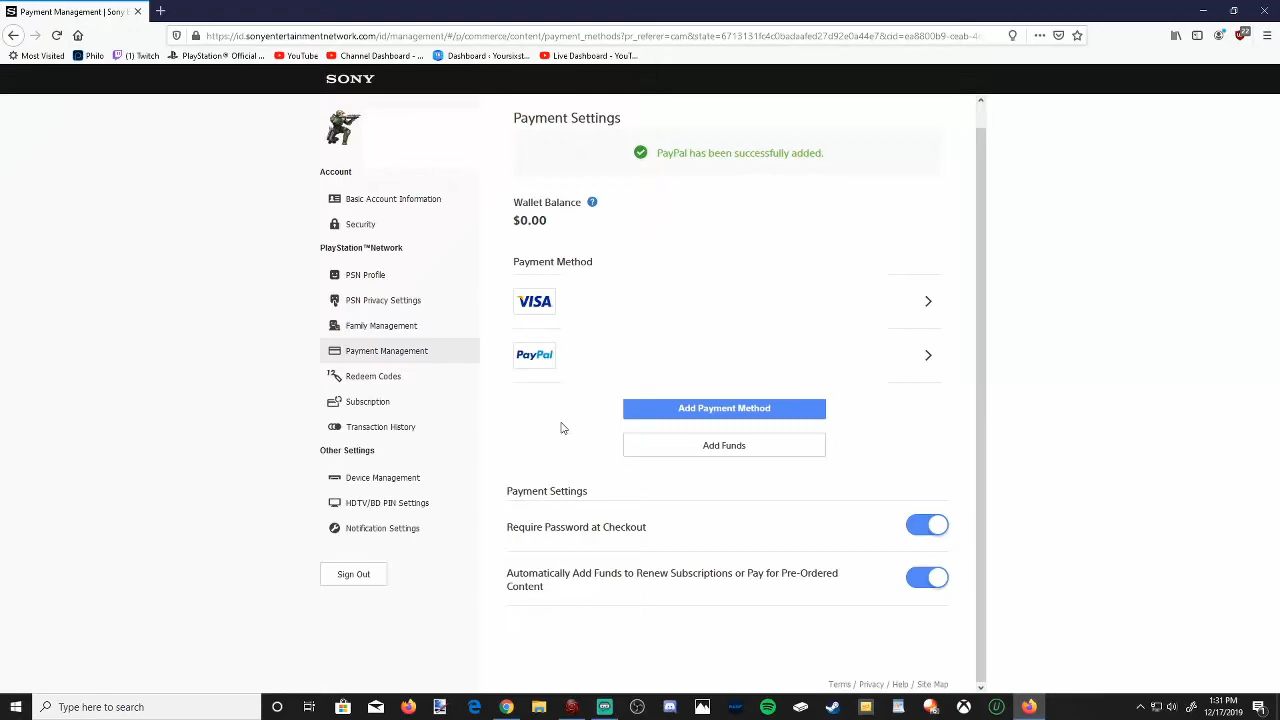 Payment Management | Sony E
https://id.sonyentertainmentnetwork.com/id/management/#/p/commerce/content/payment_methods?pr_referer=cam&state=6713131fc4c0badaafed27d92e0a44e7&cid=ea8800b9-ceab-4
22
Most Visited Philo Twitch PlayStation® Official ... YouTube Channel Dashboard - ... Dashboard : Yoursixst... Live Dashboard - YouT...
SONY
Account
Basic Account Information
Security
PlayStation™Network
PSN Profile
PSN Privacy Settings
Family Management
Payment Management
Redeem Codes
Subscription
Transaction History
Other Settings
Device Management
HDTV/BD PIN Settings
Notification Settings
Sign Out
Payment Settings
PayPal has been successfully added.
Wallet Balance ?
$0.00
Payment Method
VISA
PayPal
Add Payment Method
Add Funds
Payment Settings
Require Password at Checkout
Automatically Add Funds to Renew Subscriptions or Pay for Pre-Ordered
Content
Terms / Privacy / Help / Site Map
Type here to search
1:31 PM
12/17/2019